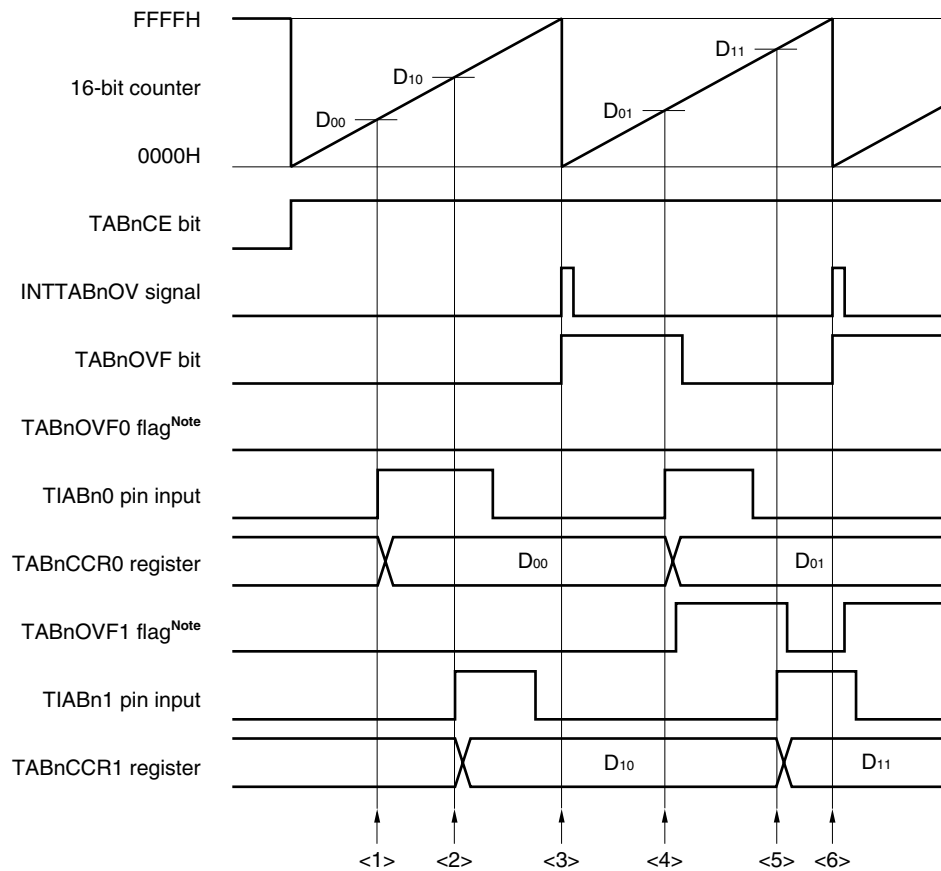 FFFFH
16-bit counter
0000H
D00
D10
D01
D11
TABnCE bit
INTTABnOV signal
TABnOVF bit
TABnOVF0 flagNote
TIABn0 pin input
TABnCCR0 register
D00
D01
TABnOVF1 flagNote
TIABn1 pin input
TABnCCR1 register
D10
D11
<1> <2> <3> <4> <5> <6>